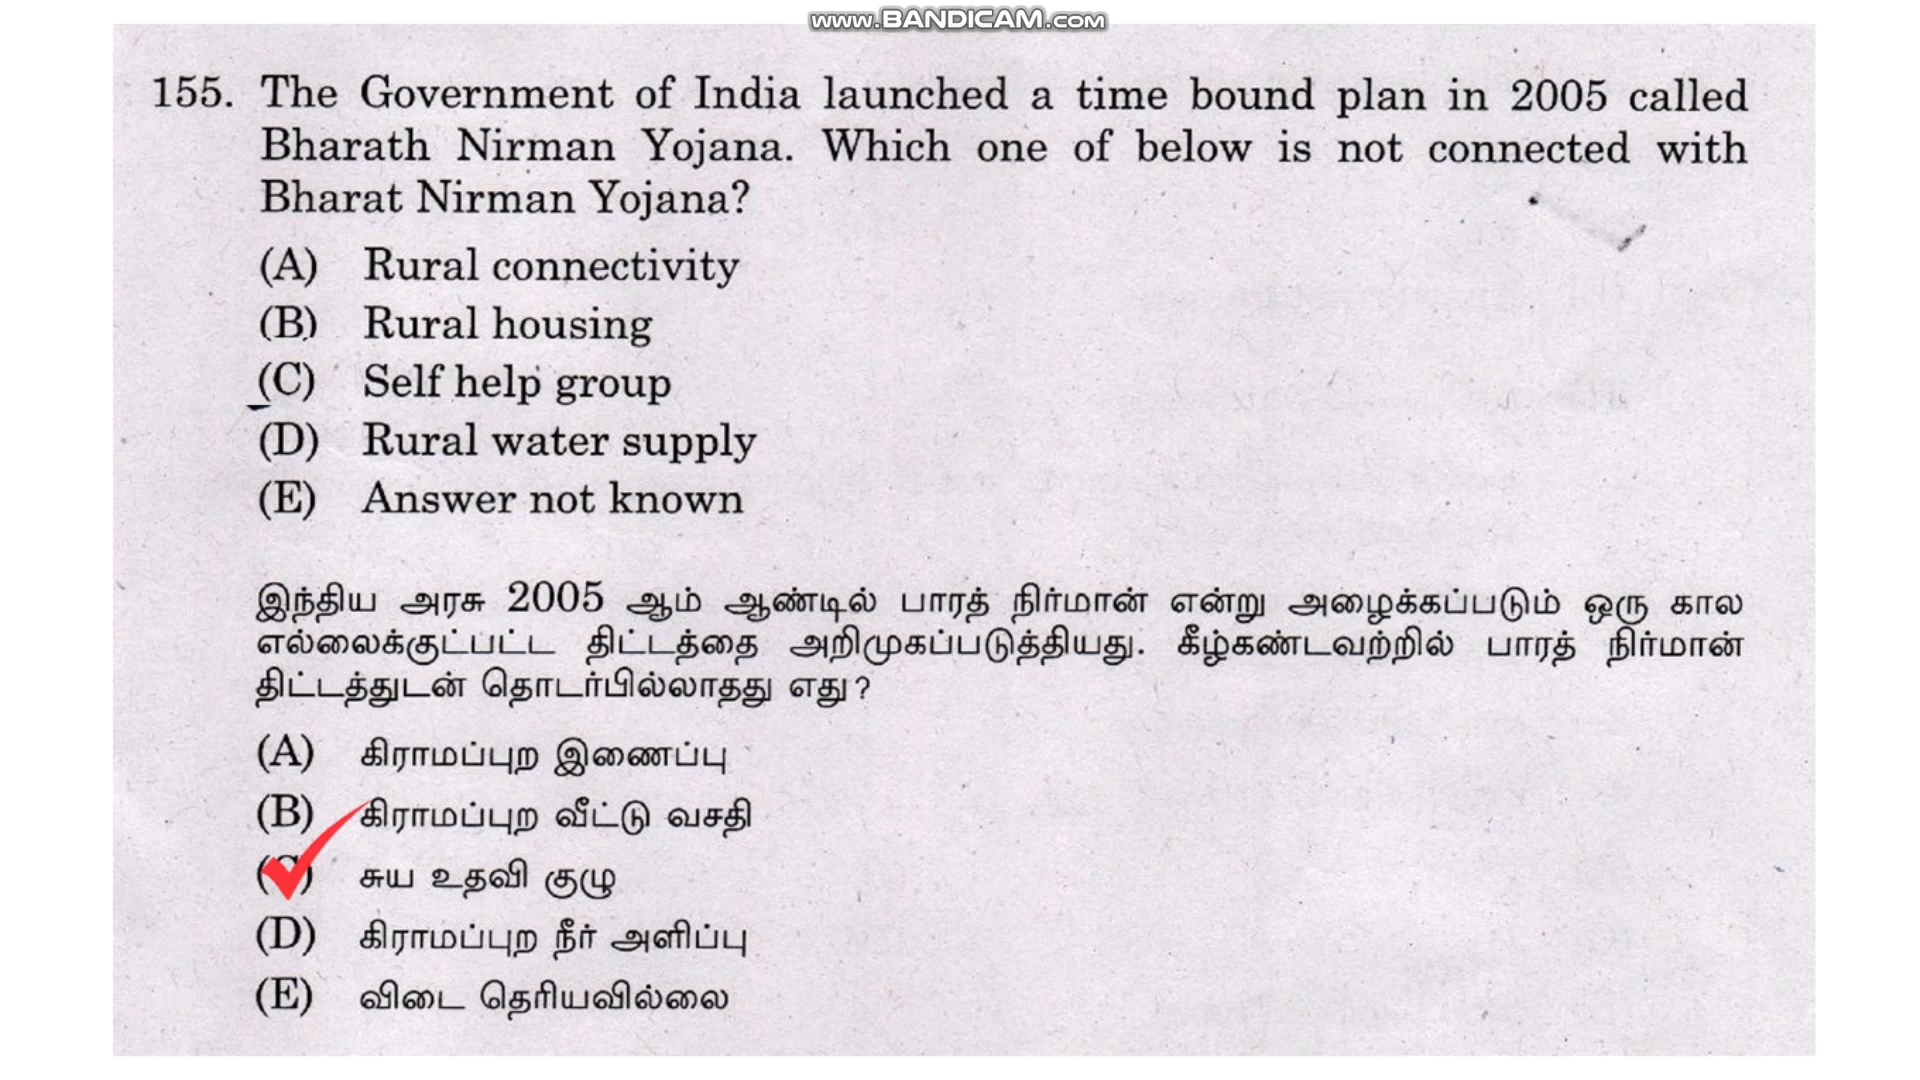 www.BANDICAM.com
155. The Government of India launched a time bound plan in 2005 called
Bharath Nirman Yojana. Which one of below is not connected with
Bharat Nirman Yojana?
(A) Rural connectivity
(B) Rural housing
(C) Self help group
(D) Rural water supply
(E) Answer not known
இந்திய அரசு 2005 ஆம் ஆண்டில் பாரத் நிர்மான் என்று அழைக்கப்படும் ஒரு கால
எல்லைக்குட்பட்ட திட்டத்தை அறிமுகப்படுத்தியது. கீழ்கண்டவற்றில் பாரத் நிர்மான்
திட்டத்துடன் தொடர்பில்லாதது எது?
(A) கிராமப்புற இணைப்பு
(B) கிராமப்புற வீட்டு வசதி
(C) சுய உதவி குழு
(D) கிராமப்புற நீர் அளிப்பு
(E) விடை தெரியவில்லை